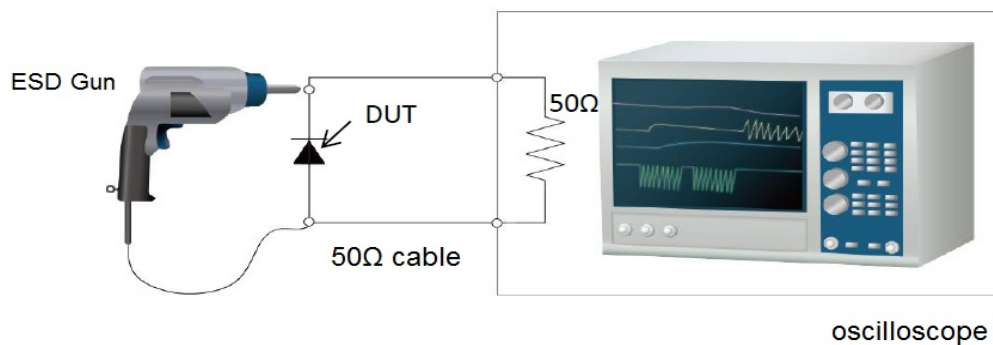 ESD Gun
DUT
50Ω
50Ω cable
oscilloscope